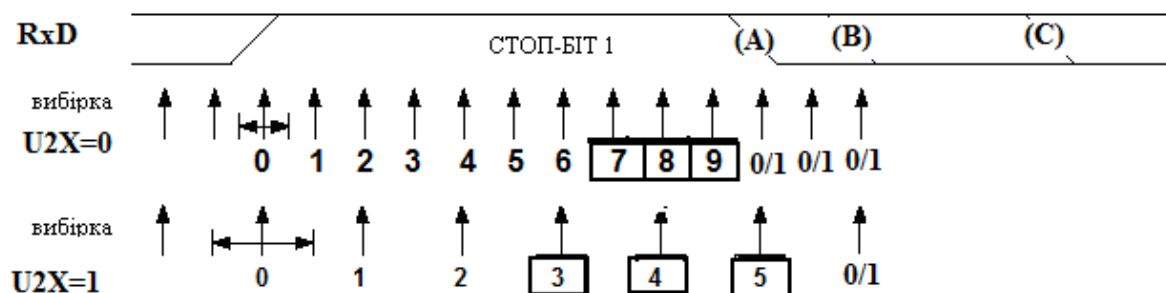 RxD СТОП-БІТ 1 (A) (B) (C)
вибірка
U2X=0 0 1 2 3 4 5 6 7 8 9 0/1 0/1 0/1
вибірка
U2X=1 0 1 2 3 4 5 0/1